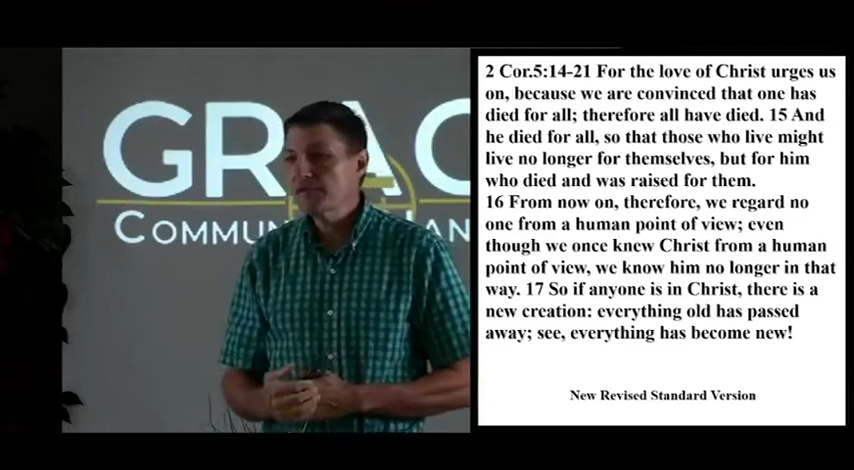 GRAC
COMMUN
AN
2 Cor.5:14-21 For the love of Christ urges us
on, because we are convinced that one has
died for all; therefore all have died. 15 And
he died for all, so that those who live might
live no longer for themselves, but for him
who died and was raised for them.
16 From now on, therefore, we regard no
one from a human point of view; even
though we once knew Christ from a human
point of view, we know him no longer in that
way. 17 So if anyone is in Christ, there is a
new creation: everything old has passed
away; see, everything has become new!
New Revised Standard Version